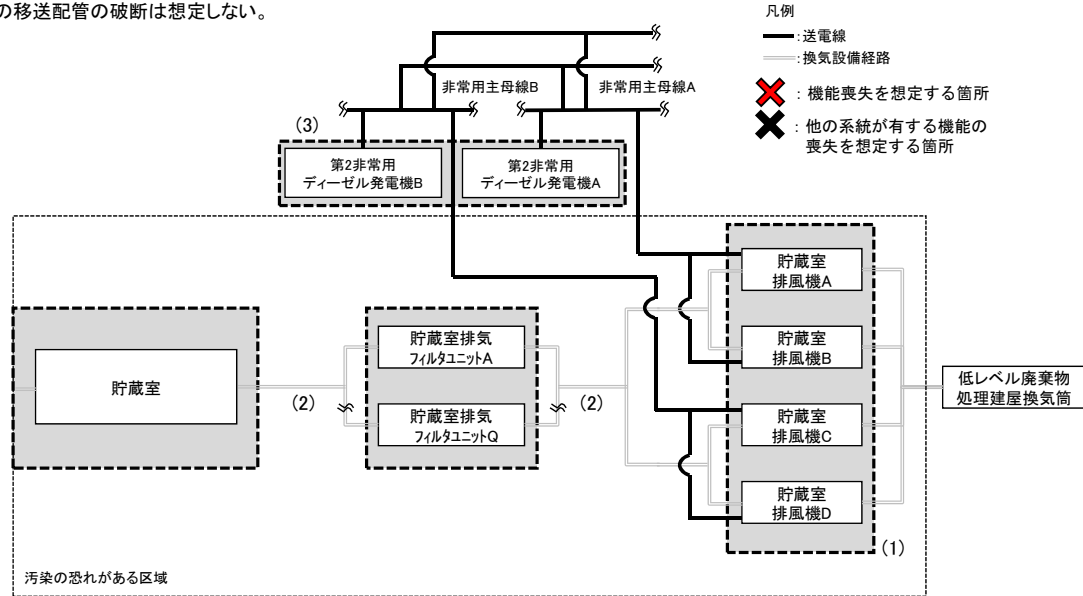 の移送配管の破断は想定しない。
凡例
:送電線
:換気設備経路
: 機能喪失を想定する箇所
: 他の系統が有する機能の
喪失を想定する箇所
非常用主母線B
非常用主母線A
(3)
第2非常用
ディーゼル発電機B
第2非常用
ディーゼル発電機A
貯蔵室
(2)
貯蔵室排気
フィルタユニットA
貯蔵室排気
フィルタユニットQ
(2)
貯蔵室
排風機A
貯蔵室
排風機B
貯蔵室
排風機C
貯蔵室
排風機D
(1)
低レベル廃棄物
処理建屋換気筒
汚染の恐れがある区域